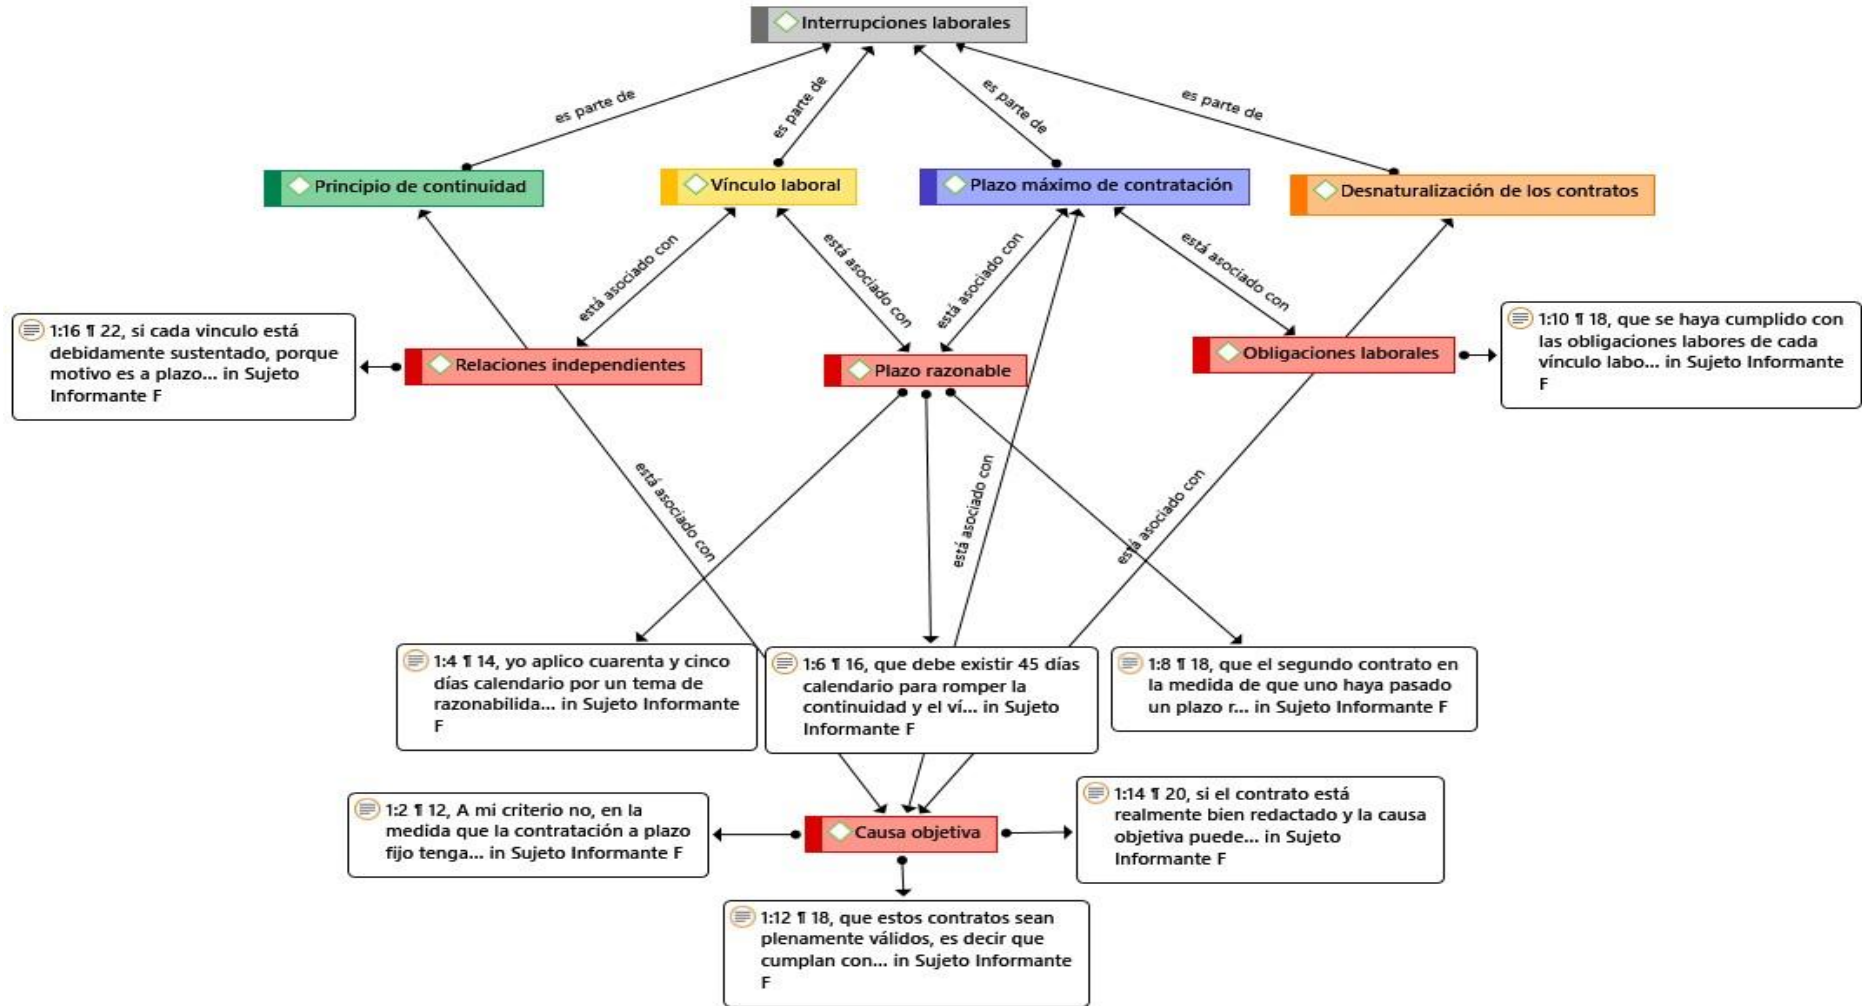 Interrupciones laborales
es parte de
es parte de
es parte de
es parte de
Principio de continuidad
Vínculo laboral
Plazo máximo de contratación
Desnaturalización de los contratos
está asociado con
está asociado con
está asociado con
está asociado con
1:16 ¶ 22, si cada vinculo está
debidamente sustentado, porque
motivo es a plazo... in Sujeto
Informante F
Relaciones independientes
Plazo razonable
Obligaciones laborales
1:10 ¶ 18, que se haya cumplido con
las obligaciones labores de cada
vínculo labo... in Sujeto Informante
F
está asociado con
está asociado con
está asociado con
1:4 ¶ 14, yo aplico cuarenta y cinco
días calendario por un tema de
razonabilida... in Sujeto Informante
F
1:6 ¶ 16, que debe existir 45 días
calendario para romper la
continuidad y el ví... in Sujeto
Informante F
1:8 ¶ 18, que el segundo contrato en
la medida de que uno haya pasado
un plazo r... in Sujeto Informante F
1:2 ¶ 12, A mi criterio no, en la
medida que la contratación a plazo
fijo tenga... in Sujeto Informante F
Causa objetiva
1:14 ¶ 20, si el contrato está
realmente bien redactado y la causa
objetiva puede... in Sujeto
Informante F
1:12 ¶ 18, que estos contratos sean
plenamente válidos, es decir que
cumplan con... in Sujeto Informante
F